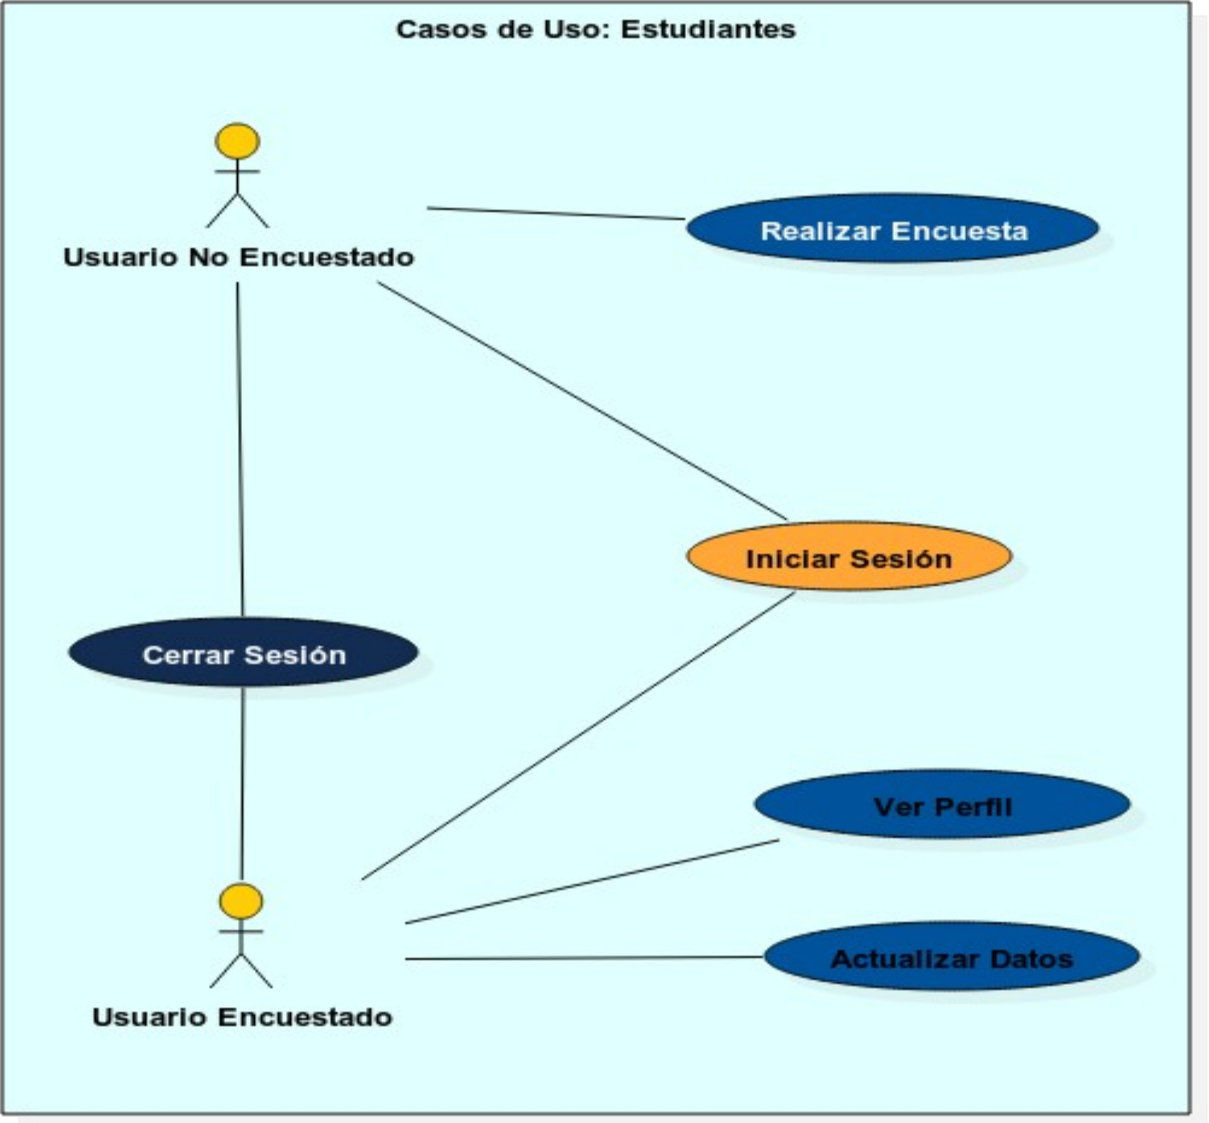 Casos de Uso: Estudiantes
Usuario No Encuestado
Realizar Encuesta
Iniciar Sesión
Cerrar Sesión
Ver Perfil
Actualizar Datos
Usuario Encuestado